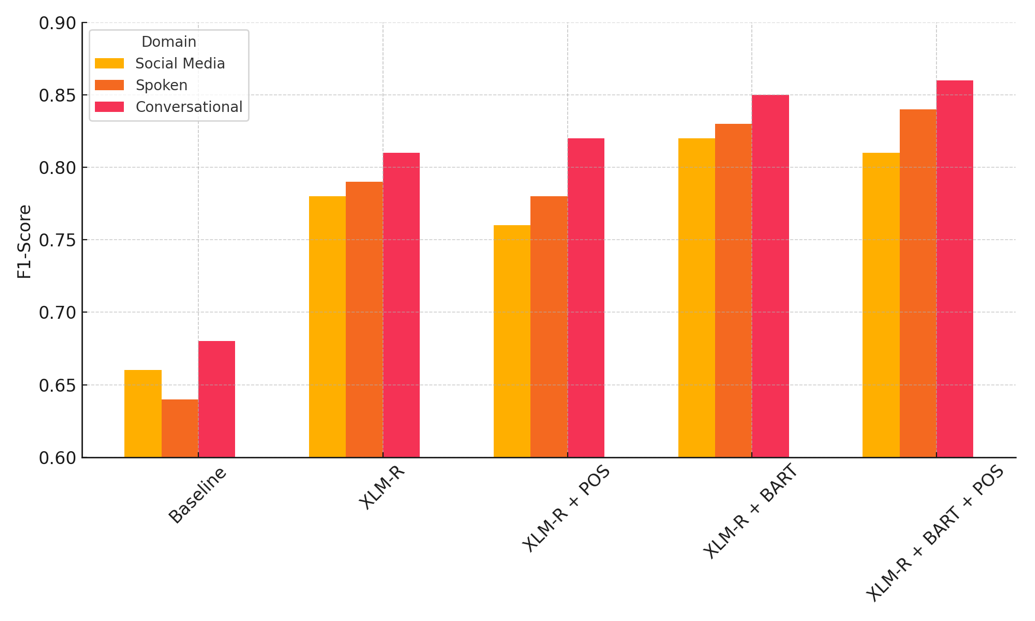 0.90
0.85
0.80
0.75
0.70
0.65
0.60
F1-Score
Domain
Social Media
Spoken
Conversational
Baseline
XLM-R
XLM-R + POS
XLM-R + BART
XLM-R + BART + POS